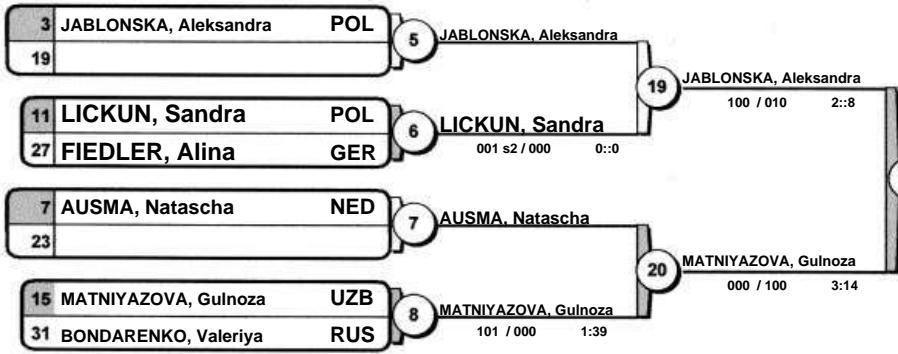 3 JABLONSKA, Aleksandra POL
19
5
JABLONSKA, Aleksandra
11 LICKUN, Sandra POL
27 FIEDLER, Alina GER
6
LICKUN, Sandra
001 s2 / 000 0::0
19
JABLONSKA, Aleksandra
100 / 010 2::8
7 AUSMA, Natascha NED
23
7
AUSMA, Natascha
15 MATNIYAZOVA, Gulnoza UZB
31 BONDARENKO, Valeriya RUS
8
MATNIYAZOVA, Gulnoza
101 / 000 1:39
20
MATNIYAZOVA, Gulnoza
000 / 100 3:14